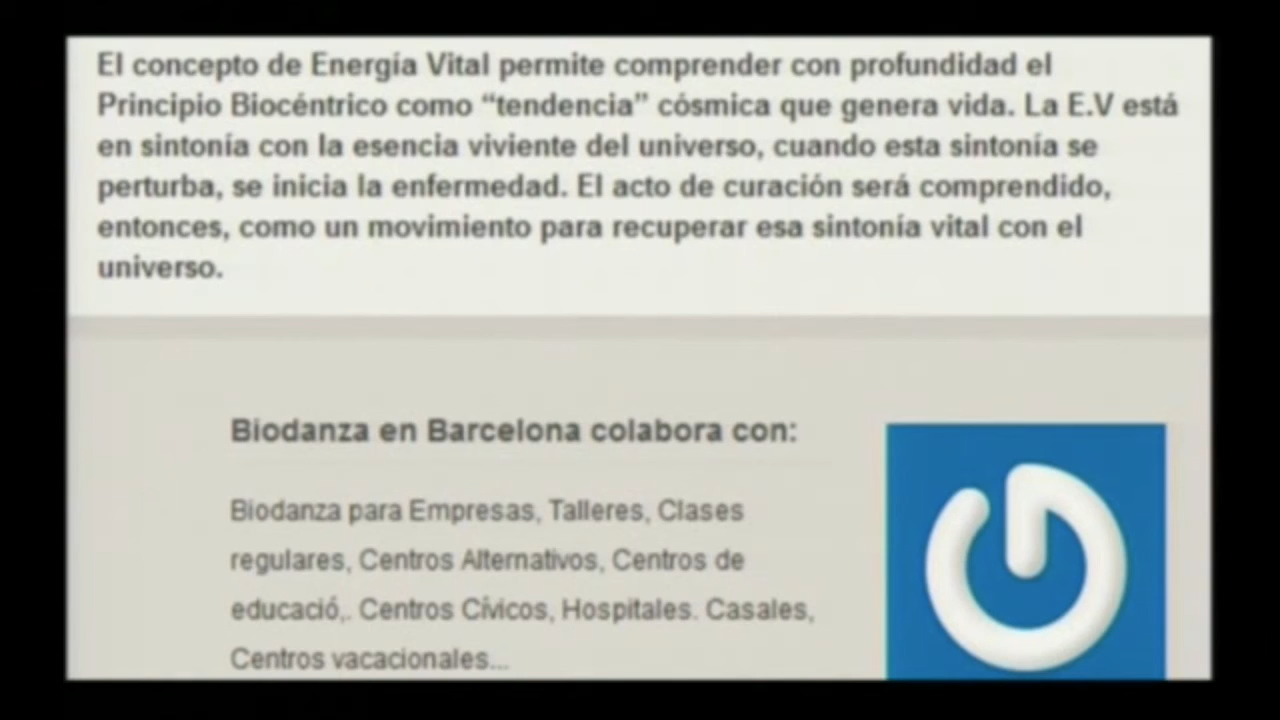 El concepto de Energía Vital permite comprender con profundidad el
Principio Biocéntrico como “tendencia” cósmica que genera vida. La E.V está
en sintonía con la esencia viviente del universo, cuando esta sintonía se
perturba, se inicia la enfermedad. El acto de curación será comprendido,
entonces, como un movimiento para recuperar esa sintonía vital con el
universo.
Biodanza en Barcelona colabora con:
Biodanza para Empresas, Talleres, Clases
regulares, Centros Alternativos, Centros de
educació,. Centros Cívicos, Hospitales. Casales,
Centros vacacionales...